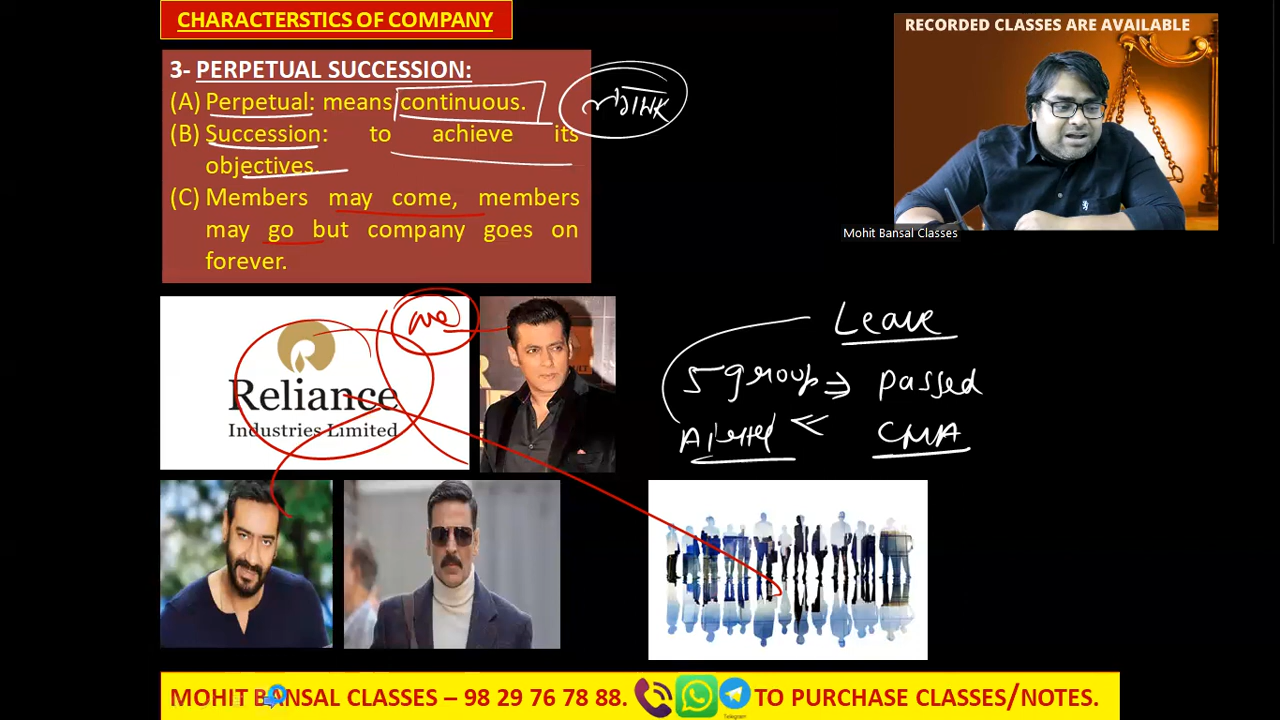 CHARACTERSTICS OF COMPANY
RECORDED CLASSES ARE AVAILABLE
3- PERPETUAL SUCCESSION:
(A) Perpetual: means continuous.
(B) Succession: to achieve its
objectives.
(C) Members may come, members
may go but company goes on
forever.
Mohit Bansal Classes
Reliance
Industries Limited
Leave
5 group ⇒ passed
CMA
MOHIT BANSAL CLASSES – 98 29 76 78 88.
TO PURCHASE CLASSES/NOTES.
Telegram